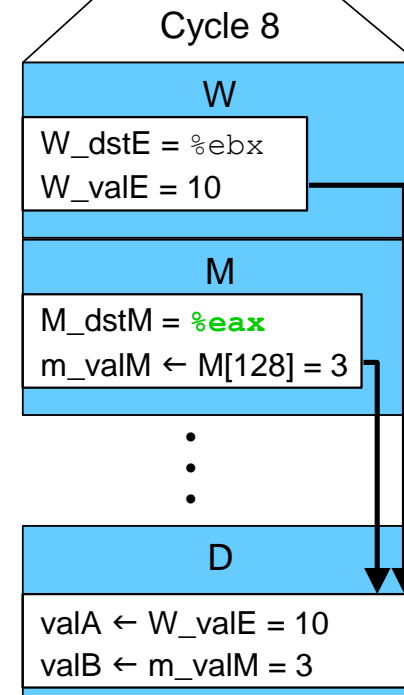 Cycle 8
W
W_dstE = %ebx
W_valE = 10
M
M_dstM = %eax
m_valM ← M[128] = 3
•
•
•
D
valA ← W_valE = 10
valB ← m_valM = 3